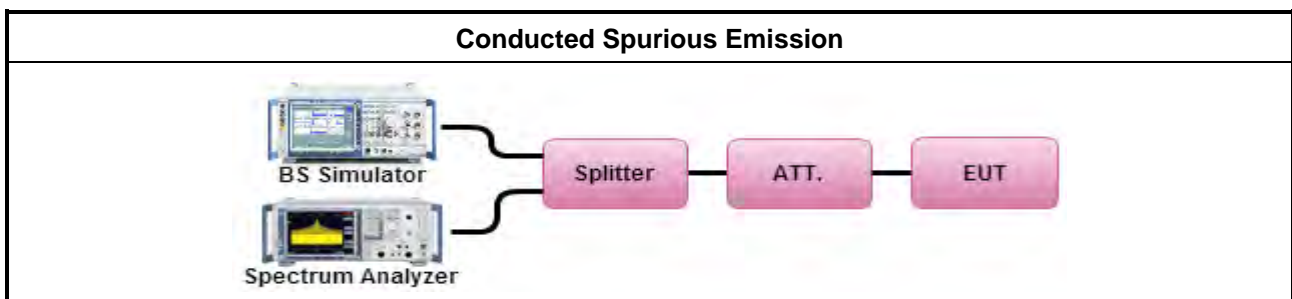 Conducted Spurious Emission
BS Simulator
Splitter
ATT.
EUT
Spectrum Analyzer